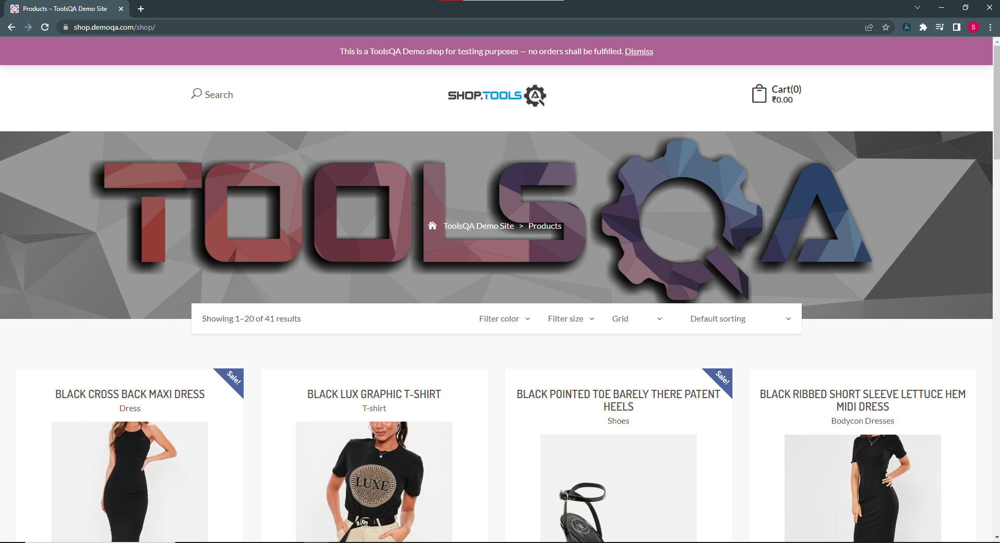 Products – ToolsQA Demo Site
shop.demoqa.com/shop/
S
This is a ToolsQA Demo shop for testing purposes — no orders shall be fulfilled. Dismiss
Search
SHOP.TOOLS QA
Cart(0)
₹0.00
TOOLSQA
ToolsQA Demo Site > Products
Showing 1–20 of 41 results
Filter color
Filter size
Grid
Default sorting
Sale!
BLACK CROSS BACK MAXI DRESS
Dress
BLACK LUX GRAPHIC T-SHIRT
T-shirt
LUXE
Sale!
BLACK POINTED TOE BARELY THERE PATENT
HEELS
Shoes
BLACK RIBBED SHORT SLEEVE LETTUCE HEM
MIDI DRESS
Bodycon Dresses